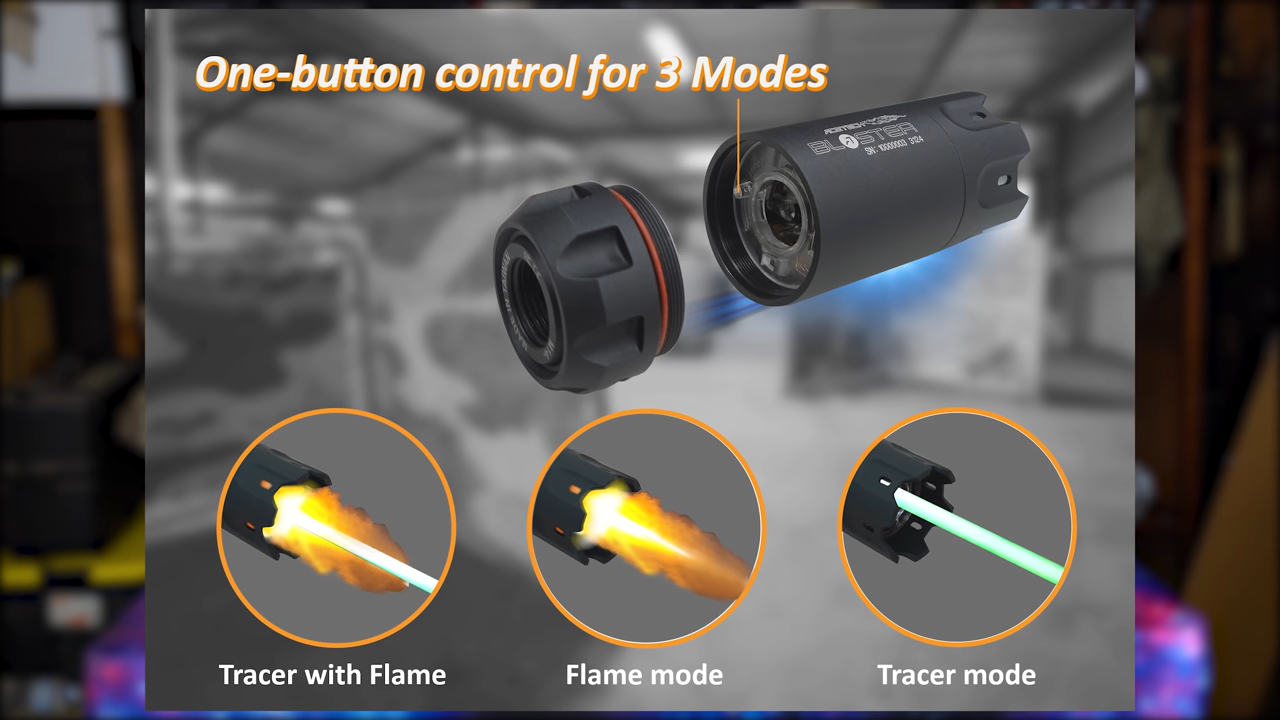 One-button control for 3 Modes
ACETECH
BLASTER
SN: 10000003 3124
Tracer with Flame
Flame mode
Tracer mode